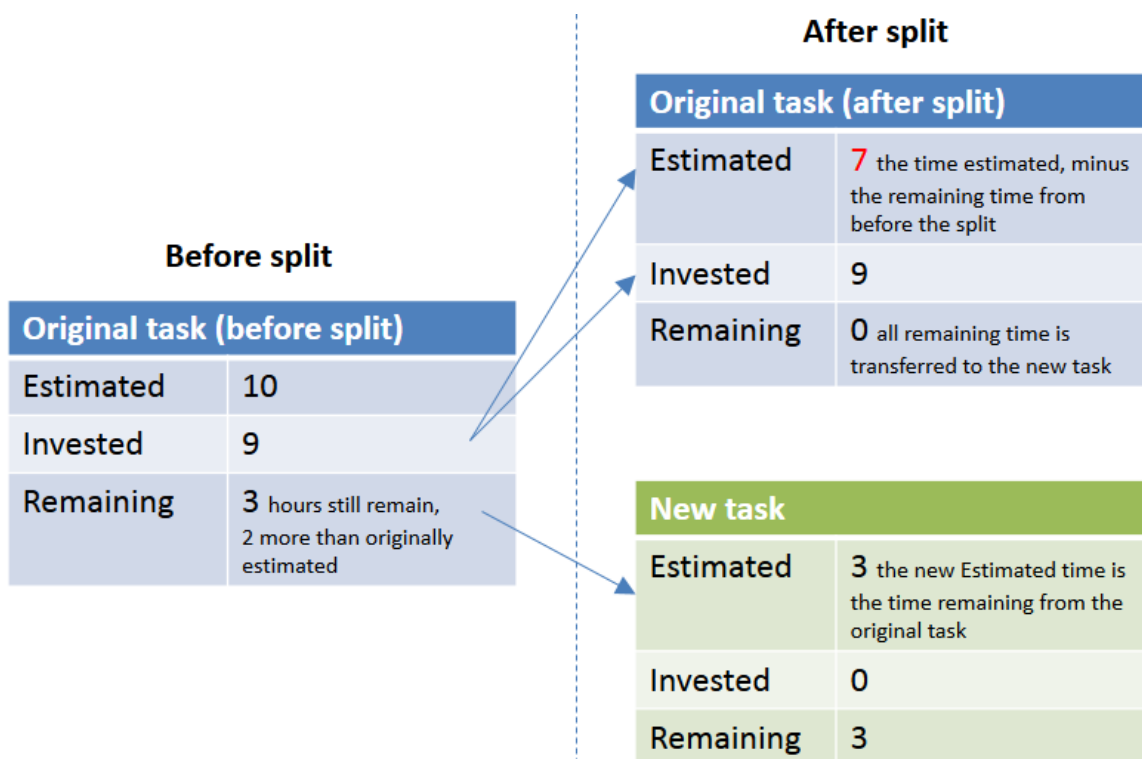 Before split
Original task (before split)
Estimated 10
Invested 9
Remaining 3 hours still remain,
2 more than originally
estimated
After split
Original task (after split)
Estimated 7 the time estimated, minus
the remaining time from
before the split
Invested 9
Remaining 0 all remaining time is
transferred to the new task
New task
Estimated 3 the new Estimated time is
the time remaining from the
original task
Invested 0
Remaining 3